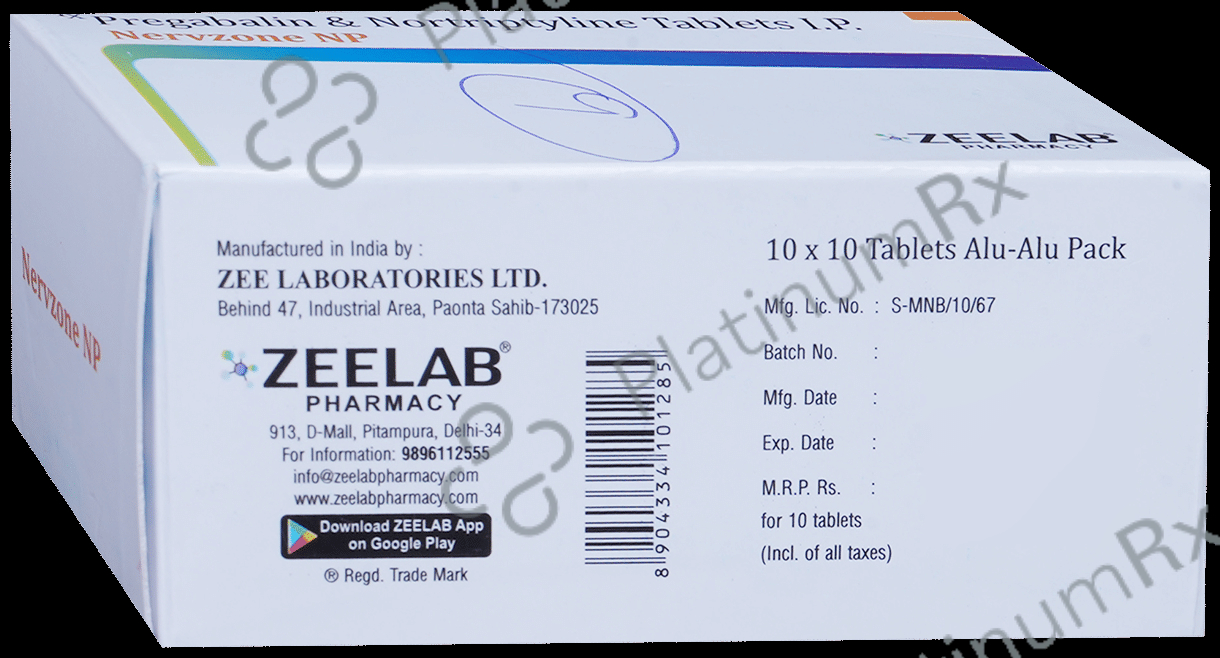 Rx Pregabalin & Nortriptyline Tablets I.P.
Nervzone NP
ZEELAB
PHARMACY
Nervzone NP
Manufactured in India by :
ZEE LABORATORIES LTD.
Behind 47, Industrial Area, Paonta Sahib-173025
ZEELAB®
PHARMACY
913, D-Mall, Pitampura, Delhi-34
For Information: 9896112555
info@zeelabpharmacy.com
www.zeelabpharmacy.com
Download ZEELAB App
on Google Play
® Regd. Trade Mark
8904334101285
10 x 10 Tablets Alu-Alu Pack
Mfg. Lic. No. : S-MNB/10/67
Batch No. :
Mfg. Date :
Exp. Date :
M.R.P. Rs. :
for 10 tablets
(Incl. of all taxes)
PlatinumRx
PlatinumRx
PlatinumRx